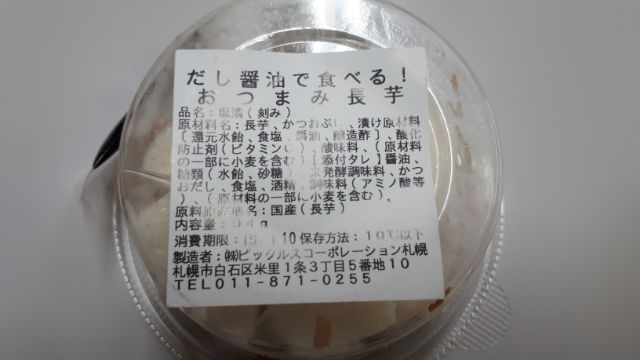 だし醤油で食べる！
おつまみ長芋
品名：塩漬（刻み）
原材料名：長芋、かつおぶし、漬け原材料
〔還元水飴、食塩、醤油、醸造酢〕、酸化
防止剤（ビタミンＣ）、酸味料、（原材料
の一部に小麦を含む）【添付タレ】醤油、
糖類（水飴、砂糖）、米発酵調味料、かつ
おだし、食塩、酒精、調味料（アミノ酸等
）、（原材料の一部に小麦を含む）、
原料原産地名：国産（長芋）
内容量：９４ｇ
消費期限：19. 10 保存方法：１０℃以下
製造者：㈱ピックルスコーポレーション札幌
札幌市白石区米里１条３丁目５番地１０
ＴＥＬ０１１－８７１－０２５５